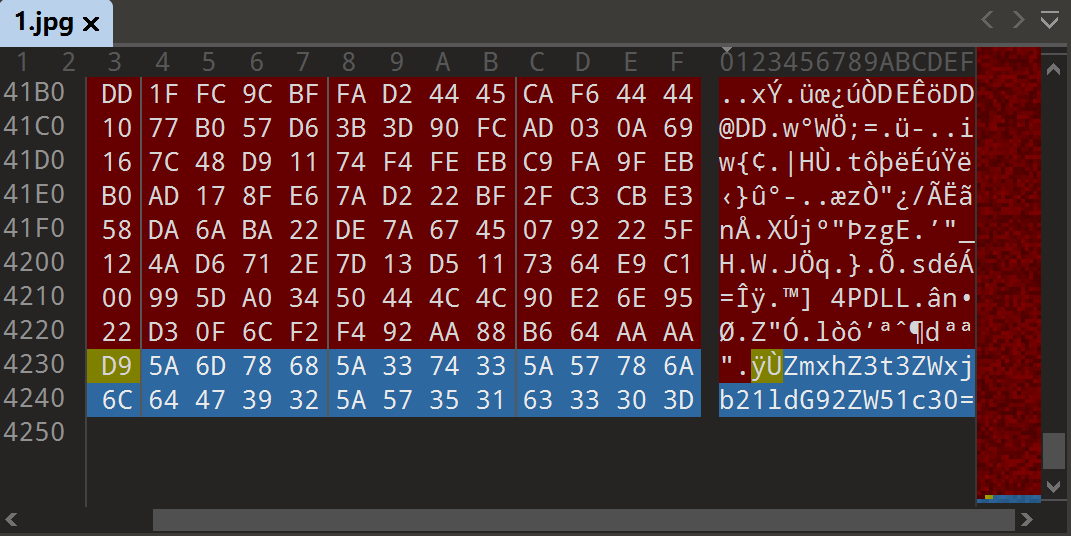 1.jpg
1 2 3 4 5 6 7 8 9 A B C D E F 0123456789ABCDEF
41B0 DD 1F FC 9C BF FA D2 44 45 CA F6 44 44 ..xÝ.üœ¿úÒDEÊöDD
41C0 10 77 B0 57 D6 3B 3D 90 FC AD 03 0A 69 @DD.w°WÖ;=.ü-..i
41D0 16 7C 48 D9 11 74 F4 FE EB C9 FA 9F EB w{¢.|HÙ.tôþëÉúŸë
41E0 B0 AD 17 8F E6 7A D2 22 BF 2F C3 CB E3 ‹}û°-..æzÒ"¿/ÃËã
41F0 58 DA 6A BA 22 DE 7A 67 45 07 92 22 5F nÅ.XÚjº"ÞzgE.’"_
4200 12 4A D6 71 2E 7D 13 D5 11 73 64 E9 C1 H.W.JÖq.}.Õ.sdéÁ
4210 00 99 5D A0 34 50 44 4C 4C 90 E2 6E 95 =Îÿ.™] 4PDLL.ân•
4220 22 D3 0F 6C F2 F4 92 AA 88 B6 64 AA AA Ø.Z"Ó.lòô’ªˆ¶dªª
4230 D9 5A 6D 78 68 5A 33 74 33 5A 57 78 6A ".ÿÙZmxhZ3t3ZWxj
4240 6C 64 47 39 32 5A 57 35 31 63 33 30 3D b21ldG92ZW51c30=
4250